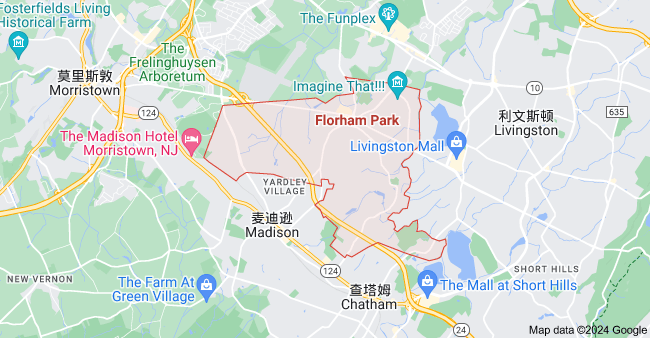 Fosterfields Living
Historical Farm
The Funplex
The
Frelinghuysen
Arboretum
莫里斯敦
Morristown
Imagine That!!!
10
124
Florham Park
利文斯顿
Livingston
635
The Madison Hotel
Morristown, NJ
Livingston Mall
YARDLEY
VILLAGE
麦迪逊
Madison
124
SHORT HILLS
NEW VERNON
The Farm At
Green Village
查塔姆
Chatham
The Mall at Short Hills
124
24
Map data ©2024 Google